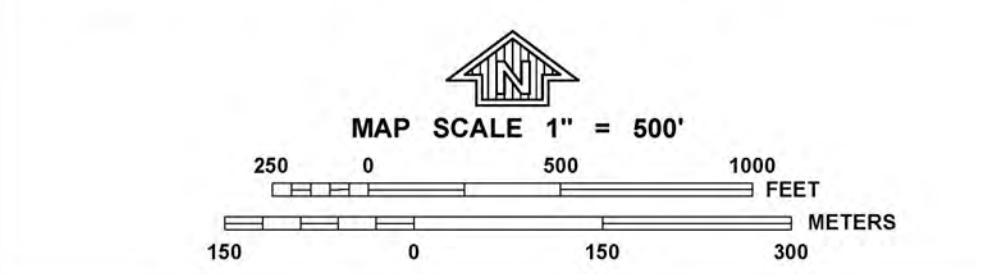 N
MAP SCALE 1" = 500'
250 0 500 1000
FEET
METERS
150 0 150 300